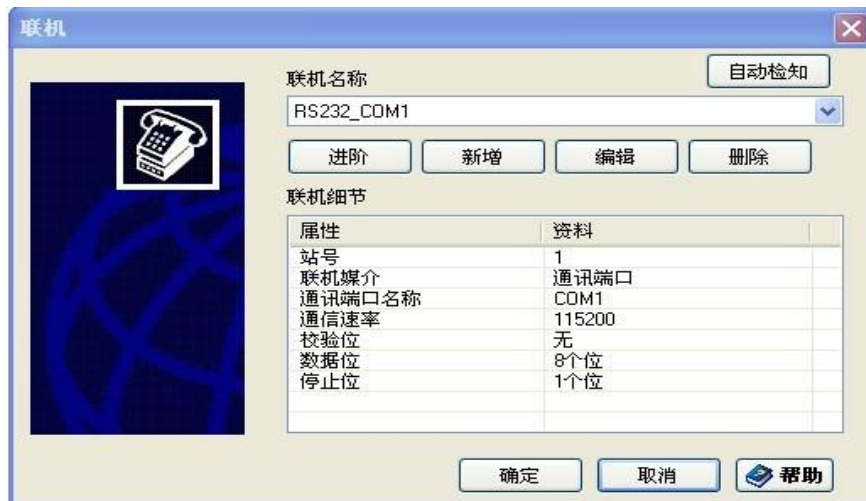 联机
自动检知
联机名称
RS232_COM1
进阶 新增 编辑 删除
联机细节
属性 资料
站号 1
联机媒介 通讯端口
通讯端口名称 COM1
通信速率 115200
校验位 无
数据位 8个位
停止位 1个位
确定 取消 帮助